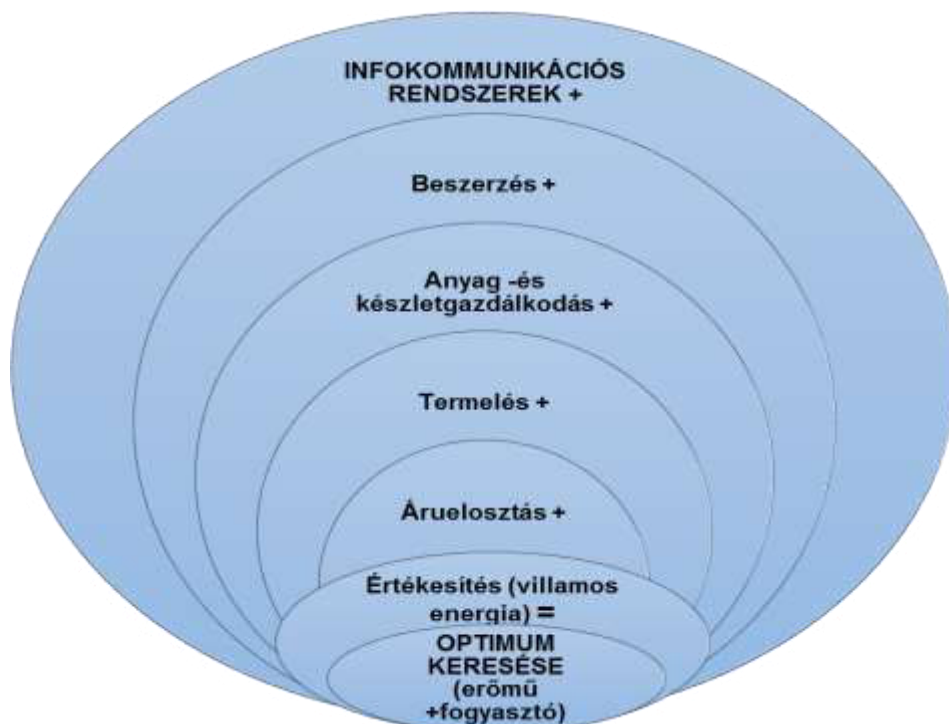 INFOKOMMUNIKÁCIÓS
RENDSZEREK +
Beszerzés +
Anyag -és
készletgazdálkodás +
Termelés +
Áruelosztás +
Értékesítés (villamos
energia) =
OPTIMUM
KERESÉSE
(erőmű
+fogyasztó)